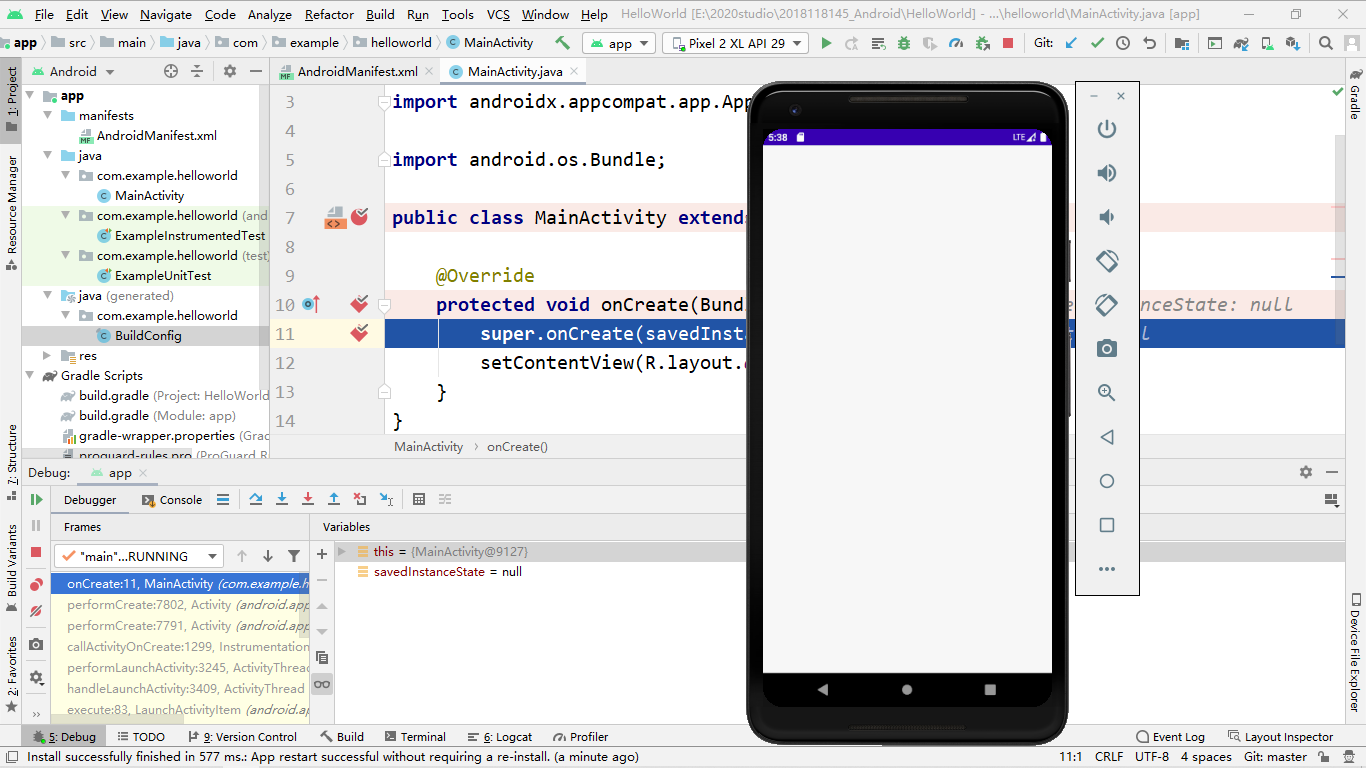 File Edit View Navigate Code Analyze Refactor Build Run Tools VCS Window Help HelloWorld [E:\2020studio\2018118145_Android\HelloWorld] - ...\helloworld\MainActivity.java [app]
app src main java com example helloworld MainActivity app Pixel 2 XL API 29 Git:
1: Project
Resource Manager
Z: Structure
Build Variants
2: Favorites
Android
app
manifests
AndroidManifest.xml
java
com.example.helloworld
MainActivity
com.example.helloworld (and
ExampleInstrumentedTest
com.example.helloworld (test)
ExampleUnitTest
java (generated)
com.example.helloworld
BuildConfig
res
Gradle Scripts
build.gradle (Project: HelloWorld
build.gradle (Module: app)
gradle-wrapper.properties (Grad
proguard-rules.pro (ProGuard R
AndroidManifest.xml MainActivity.java
3 import androidx.appcompat.app.App
4
5 import android.os.Bundle;
6
7 public class MainActivity extends
8
9 @Override
10 protected void onCreate(Bund nceState: null
11 super.onCreate(savedInsta l
12 setContentView(R.layout.
13 }
14 }
MainActivity onCreate()
5:38 LTE
Gradle
Device File Explorer
Debug: app
Debugger Console
Frames
"main"...RUNNING
onCreate:11, MainActivity (com.example.h
performCreate:7802, Activity (android.app
performCreate:7791, Activity (android.app
callActivityOnCreate:1299, Instrumentation
performLaunchActivity:3245, ActivityThread
handleLaunchActivity:3409, ActivityThread
execute:83, LaunchActivityItem (android.ap
Variables
this = {MainActivity@9127}
savedInstanceState = null
5: Debug TODO 9: Version Control Build Terminal 6: Logcat Profiler Event Log Layout Inspector
Install successfully finished in 577 ms.: App restart successful without requiring a re-install. (a minute ago) 11:1 CRLF UTF-8 4 spaces Git: master